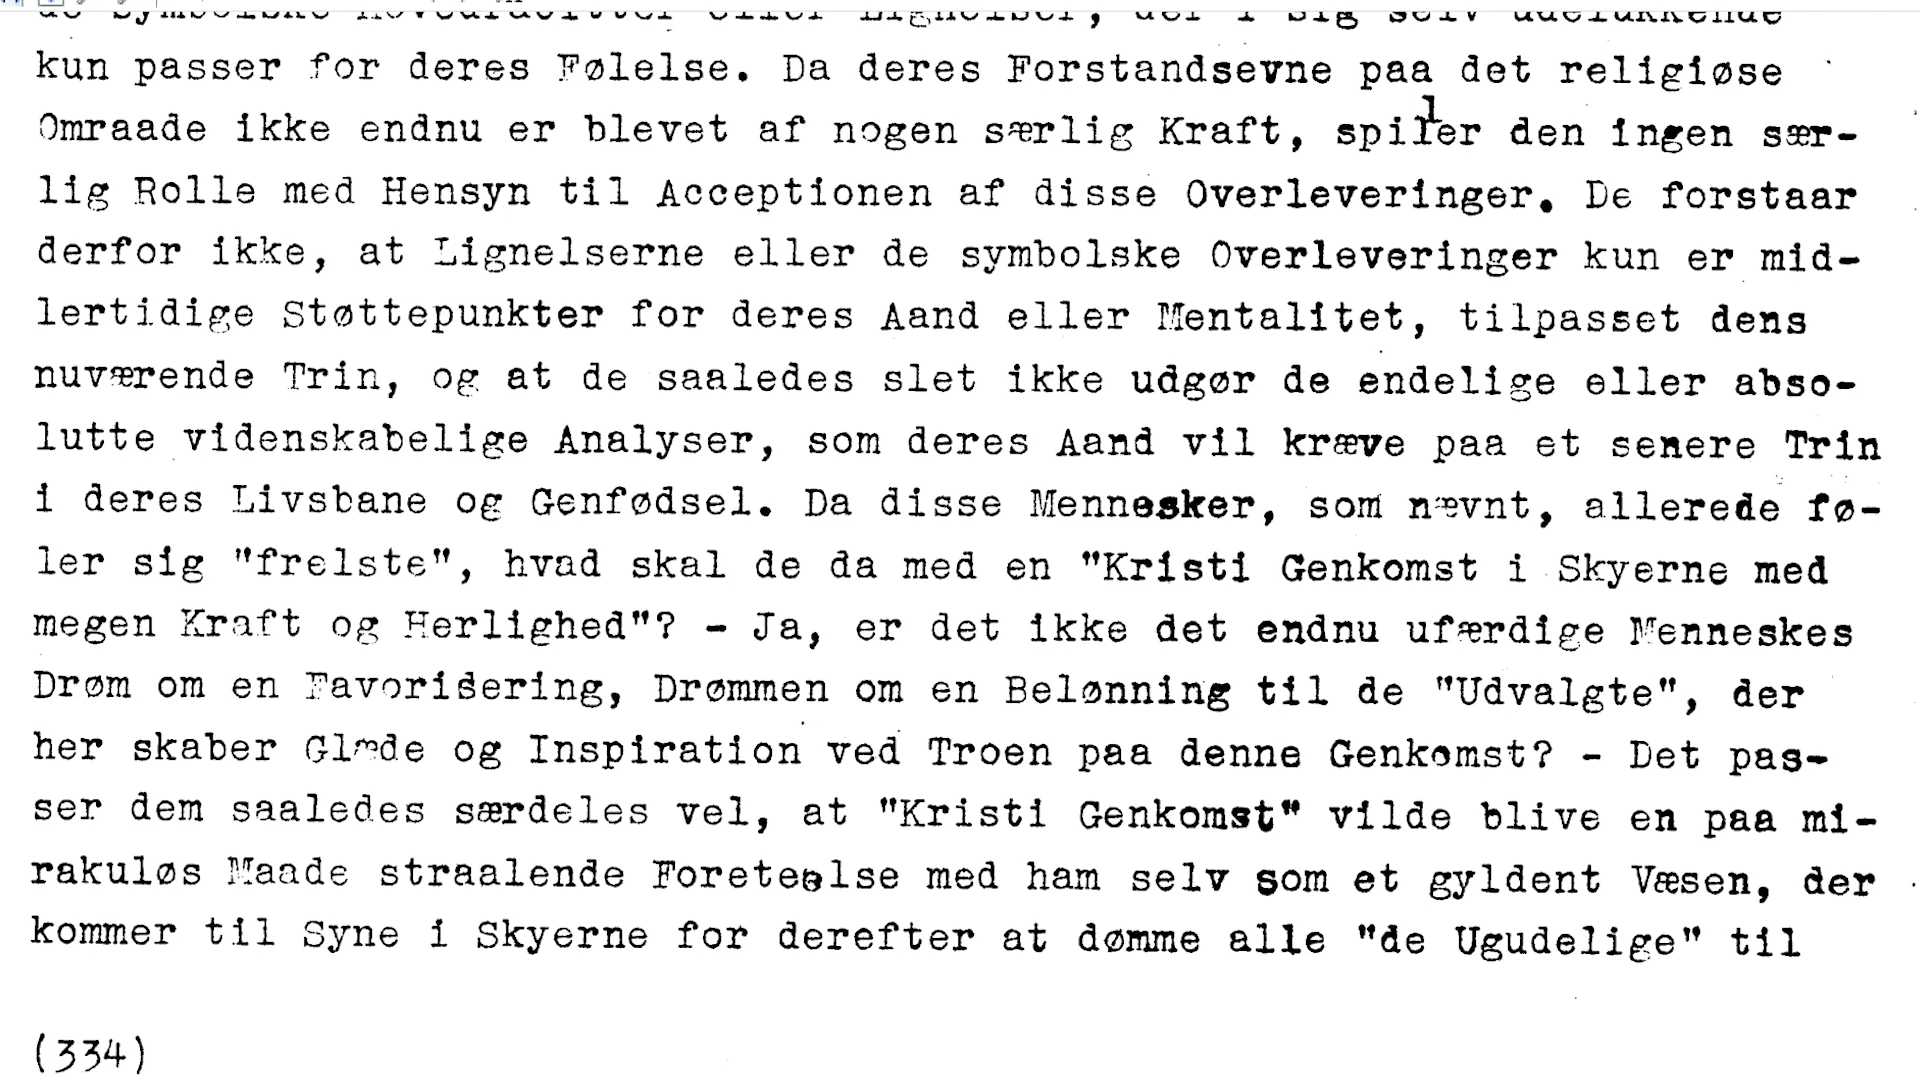 kun passer for deres Følelse. Da deres Forstandsevne paa det religiøse
Omraade ikke endnu er blevet af nogen særlig Kraft, spiller den ingen sær-
lig Rolle med Hensyn til Acceptionen af disse Overleveringer. De forstaar
derfor ikke, at Lignelserne eller de symbolske Overleveringer kun er mid-
lertidige Støttepunkter for deres Aand eller Mentalitet, tilpasset dens
nuværende Trin, og at de saaledes slet ikke udgør de endelige eller abso-
lutte videnskabelige Analyser, som deres Aand vil kræve paa et senere Trin
i deres Livsbane og Genfødsel. Da disse Mennesker, som nævnt, allerede fø-
ler sig "frelste", hvad skal de da med en "Kristi Genkomst i Skyerne med
megen Kraft og Herlighed"? - Ja, er det ikke det endnu ufærdige Menneskes
Drøm om en Favorisering, Drømmen om en Belønning til de "Udvalgte", der
her skaber Glæde og Inspiration ved Troen paa denne Genkomst? - Det pas-
ser dem saaledes særdeles vel, at "Kristi Genkomst" vilde blive en paa mi-
rakuløs Maade straalende Foreteelse med ham selv som et gyldent Væsen, der
kommer til Syne i Skyerne for derefter at dømme alle "de Ugudelige" til
(334)